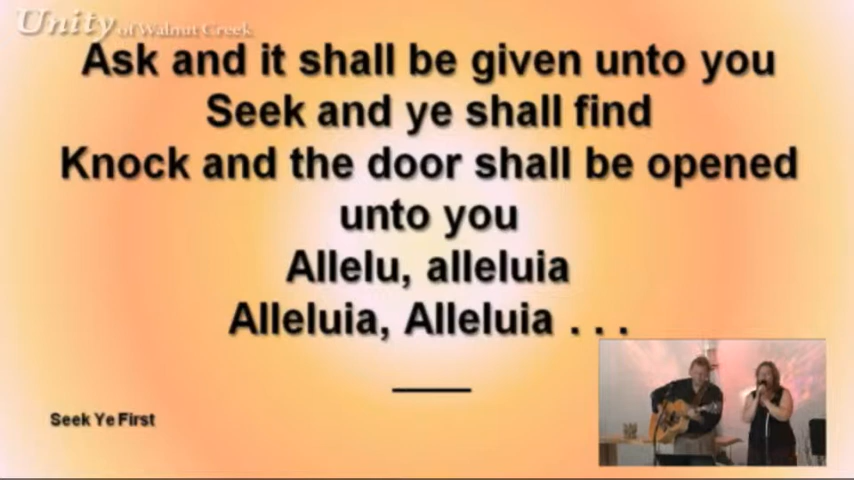 Unity of Walnut Creek
Ask and it shall be given unto you
Seek and ye shall find
Knock and the door shall be opened
unto you
Allelu, alleluia
Alleluia, Alleluia . . .
Seek Ye First